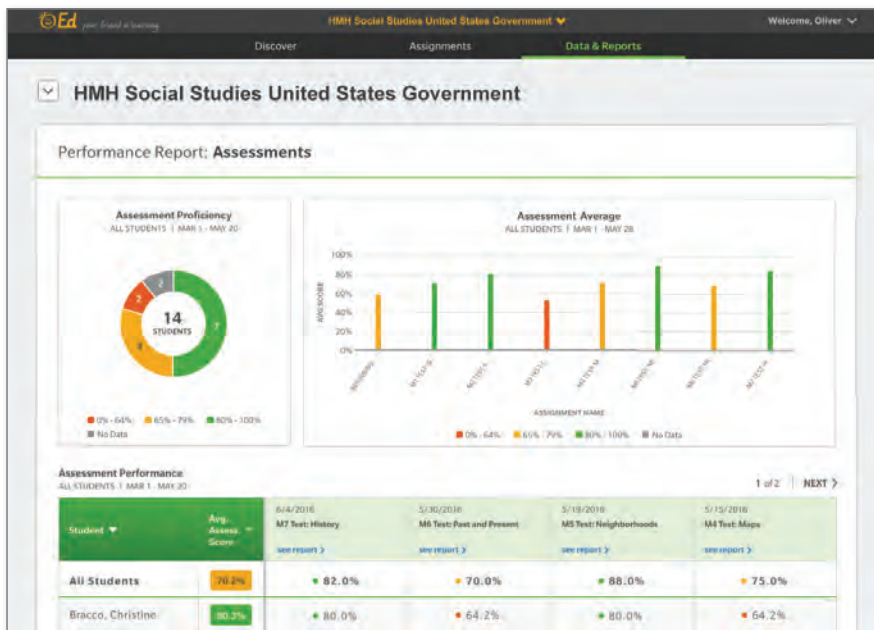 Ed your friend in learning
HMH Social Studies United States Government
Welcome, Oliver
Discover
Assignments
Data & Reports
HMH Social Studies United States Government
Performance Report: Assessments
Assessment Proficiency
ALL STUDENTS | MAR 1 - MAY 20
2
2
7
14
STUDENTS
0% - 64%
65% - 79%
80% - 100%
No Data
Assessment Average
ALL STUDENTS | MAR 1 - MAY 28
100%
80%
60%
40%
20%
0%
AVG SCORE
ASSIGNMENT NAME
0% - 64%
65% - 79%
80% - 100%
No Data
Assessment Performance
ALL STUDENTS | MAR 1 - MAY 20
1 of 2 | NEXT >
Student
Avg. Assess. Score
6/4/2016
M7 Test: History
see report >
5/30/2016
M6 Test: Past and Present
see report >
5/19/2016
M5 Test: Neighborhoods
see report >
5/15/2016
M4 Test: Maps
see report >
All Students
70.2%
82.0%
70.0%
88.0%
75.0%
Bracco, Christine
80.3%
80.0%
64.2%
80.0%
64.2%